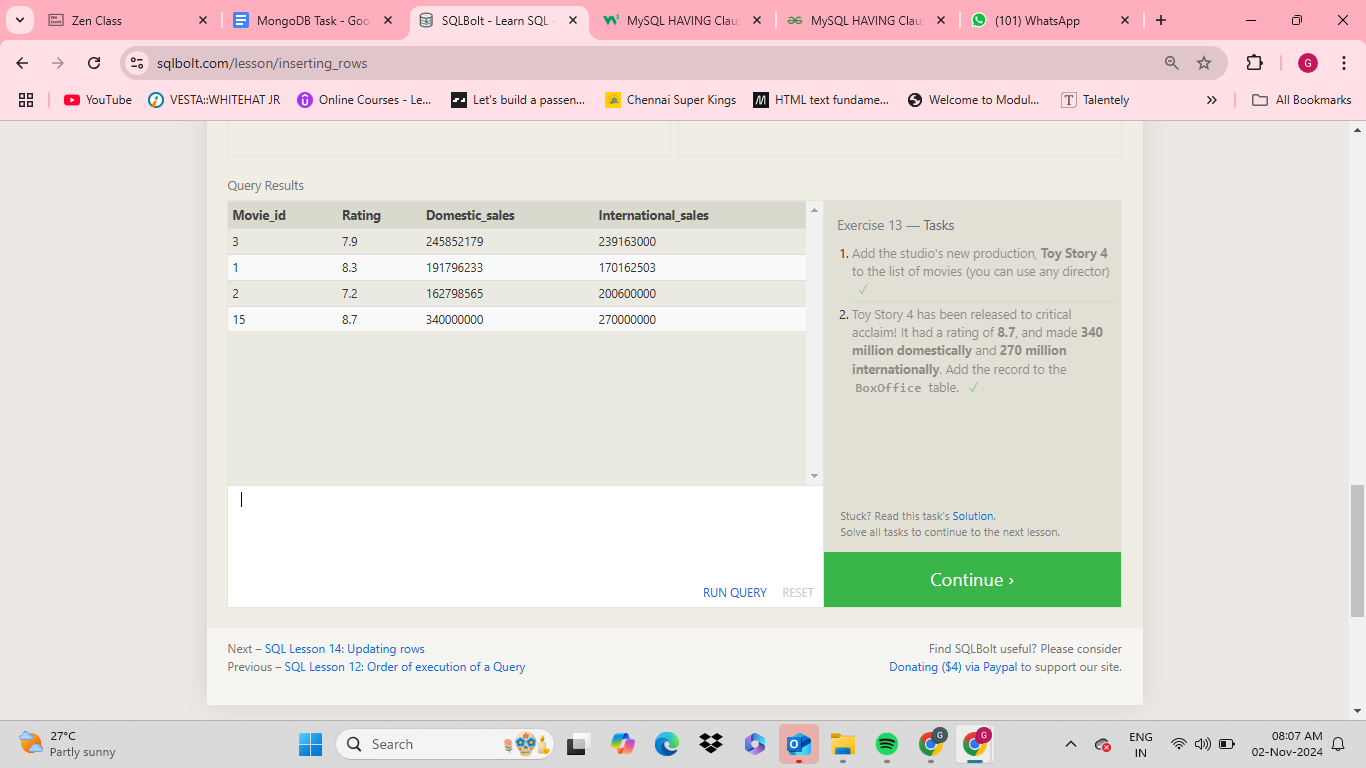 Zen Class
MongoDB Task - Goo
SQLBolt - Learn SQL -
MySQL HAVING Clau
MySQL HAVING Clau
(101) WhatsApp
sqlbolt.com/lesson/inserting_rows
G
YouTube
VESTA::WHITEHAT JR
Online Courses - Le...
Let's build a passen...
Chennai Super Kings
HTML text fundame...
Welcome to Modul...
Talentely
»
All Bookmarks
Query Results
Movie_id Rating Domestic_sales International_sales
3 7.9 245852179 239163000
1 8.3 191796233 170162503
2 7.2 162798565 200600000
15 8.7 340000000 270000000
Exercise 13 — Tasks
1. Add the studio's new production, Toy Story 4
to the list of movies (you can use any director)
✓
2. Toy Story 4 has been released to critical
acclaim! It had a rating of 8.7, and made 340
million domestically and 270 million
internationally. Add the record to the
BoxOffice table. ✓
Stuck? Read this task's Solution.
Solve all tasks to continue to the next lesson.
RUN QUERY RESET
Continue ›
Next – SQL Lesson 14: Updating rows
Previous – SQL Lesson 12: Order of execution of a Query
Find SQLBolt useful? Please consider
Donating ($4) via Paypal to support our site.
27°C
Partly sunny
Search
G
G
ENG
IN
08:07 AM
02-Nov-2024